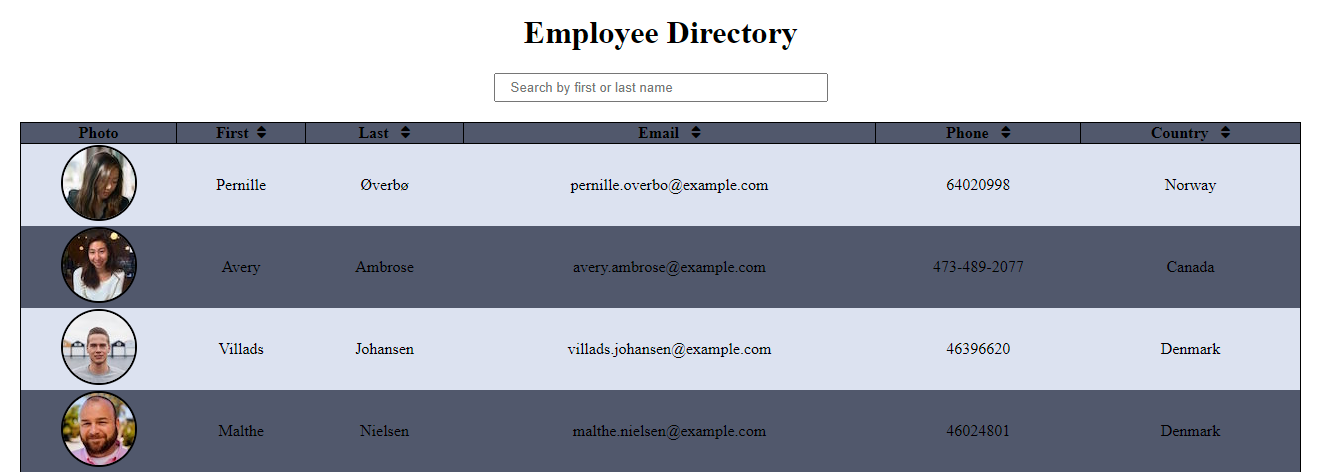 Employee Directory
Search by first or last name
Photo First Last Email Phone Country
Pernille Øverbø pernille.overbo@example.com 64020998 Norway
Avery Ambrose avery.ambrose@example.com 473-489-2077 Canada
Villads Johansen villads.johansen@example.com 46396620 Denmark
Malthe Nielsen malthe.nielsen@example.com 46024801 Denmark